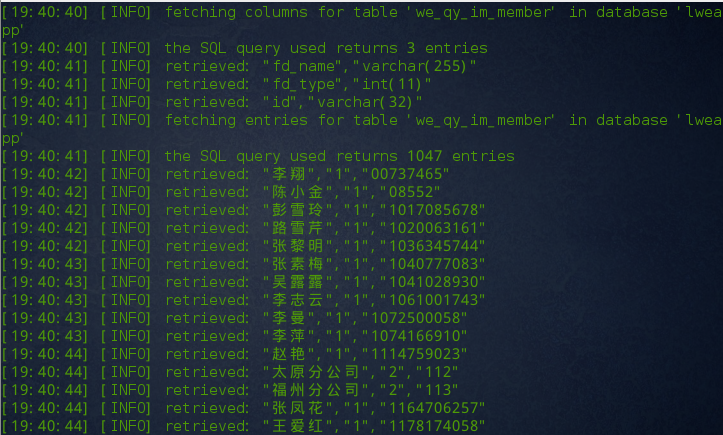 [19:40:40] [INFO] fetching columns for table 'we_qy_im_member' in database 'lwea
pp'
[19:40:40] [INFO] the SQL query used returns 3 entries
[19:40:41] [INFO] retrieved: "fd_name","varchar(255)"
[19:40:41] [INFO] retrieved: "fd_type","int(11)"
[19:40:41] [INFO] retrieved: "id","varchar(32)"
[19:40:41] [INFO] fetching entries for table 'we_qy_im_member' in database 'lwea
pp'
[19:40:41] [INFO] the SQL query used returns 1047 entries
[19:40:42] [INFO] retrieved: "李翔","1","00737465"
[19:40:42] [INFO] retrieved: "陈小金","1","08552"
[19:40:42] [INFO] retrieved: "彭雪玲","1","1017085678"
[19:40:42] [INFO] retrieved: "路雪芹","1","1020063161"
[19:40:42] [INFO] retrieved: "张黎明","1","1036345744"
[19:40:43] [INFO] retrieved: "张素梅","1","1040777083"
[19:40:43] [INFO] retrieved: "吴露露","1","1041028930"
[19:40:43] [INFO] retrieved: "李志云","1","1061001743"
[19:40:43] [INFO] retrieved: "李曼","1","1072500058"
[19:40:43] [INFO] retrieved: "李萍","1","1074166910"
[19:40:44] [INFO] retrieved: "赵艳","1","1114759023"
[19:40:44] [INFO] retrieved: "太原分公司","2","112"
[19:40:44] [INFO] retrieved: "福州分公司","2","113"
[19:40:44] [INFO] retrieved: "张凤花","1","1164706257"
[19:40:44] [INFO] retrieved: "王爱红","1","1178174058"